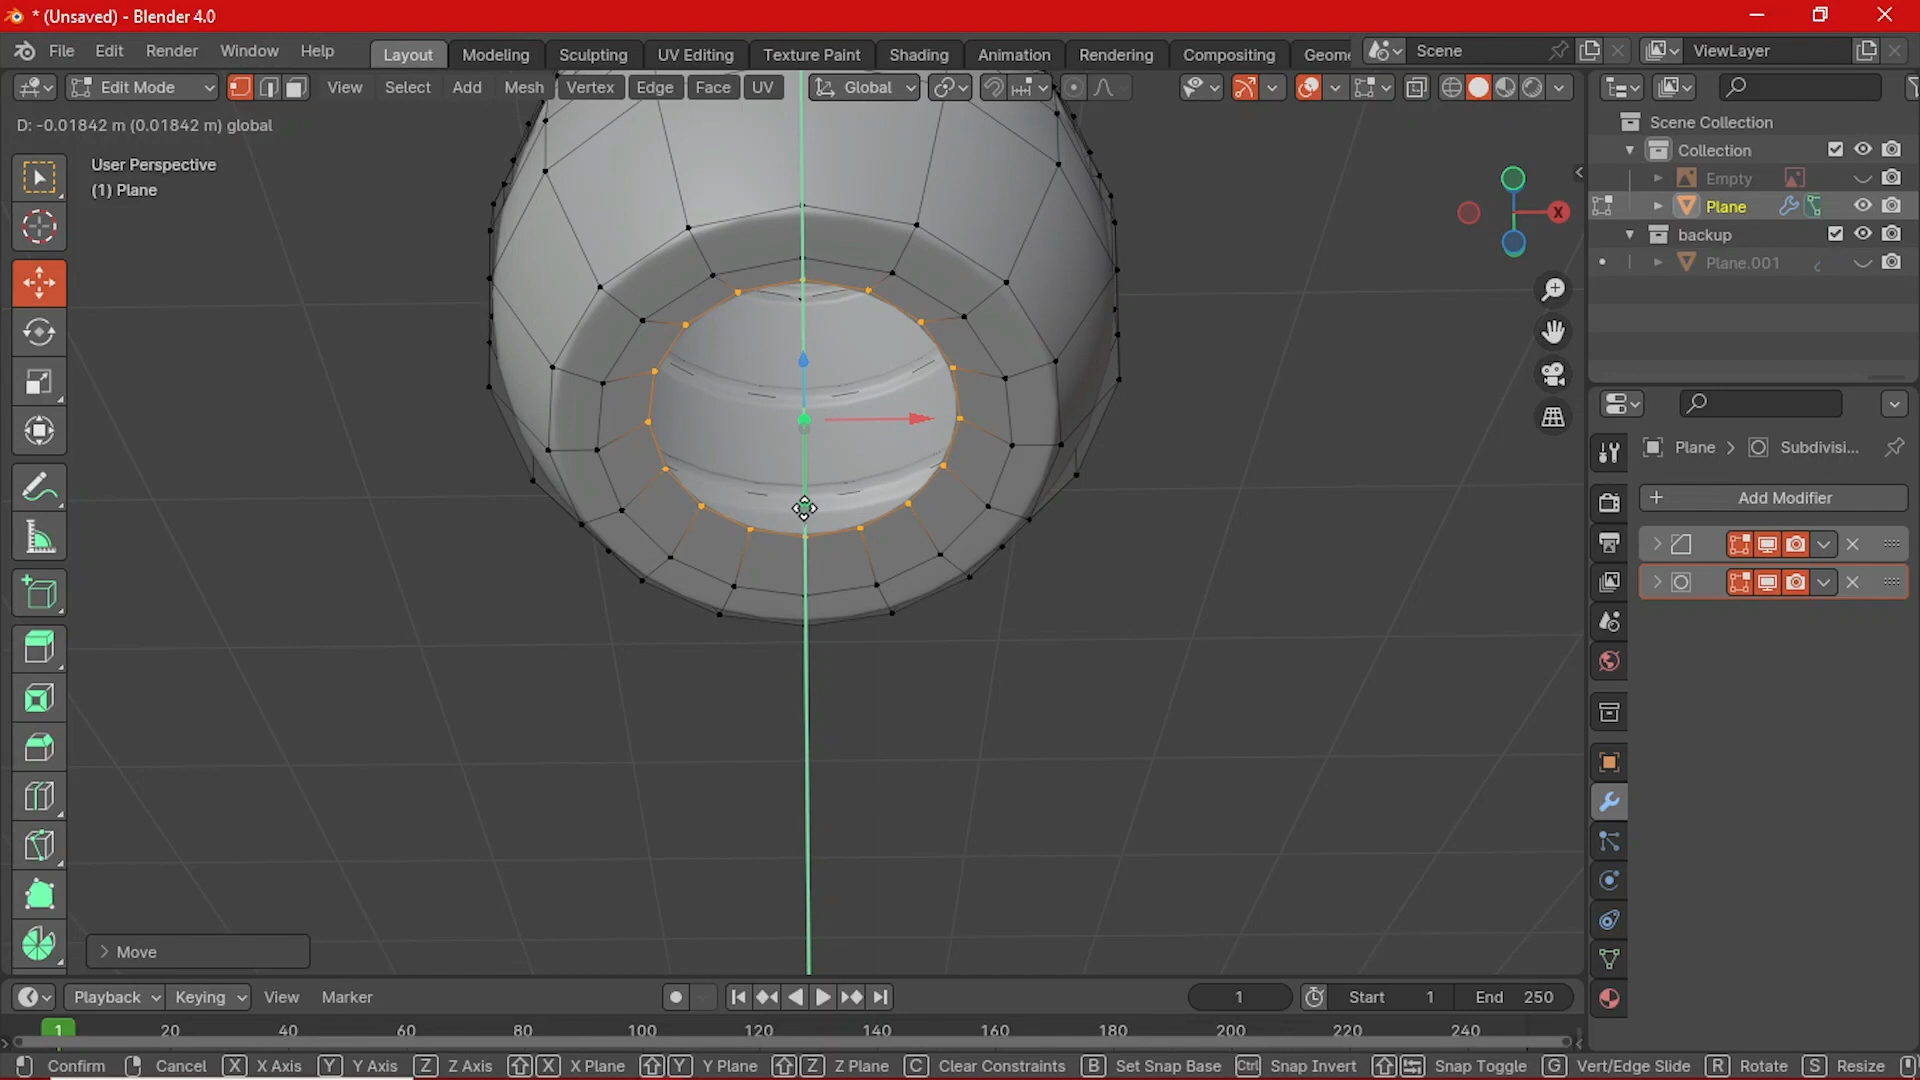 * (Unsaved) - Blender 4.0
File Edit Render Window Help Layout Modeling Sculpting UV Editing Texture Paint Shading Animation Rendering Compositing Geome Scene ViewLayer
Edit Mode View Select Add Mesh Vertex Edge Face UV Global
D: -0.01842 m (0.01842 m) global
User Perspective
(1) Plane
X
Scene Collection
Collection
Empty
Plane
backup
Plane.001
Plane > Subdivisi...
Add Modifier
Move
Playback Keying View Marker 1 Start 1 End 250
1 20 40 60 80 100 120 140 160 180 200 220 240
Confirm Cancel X X Axis Y Y Axis Z Z Axis X X Plane Y Y Plane Z Z Plane C Clear Constraints B Set Snap Base Ctrl Snap Invert Snap Toggle G Vert/Edge Slide R Rotate S Resize